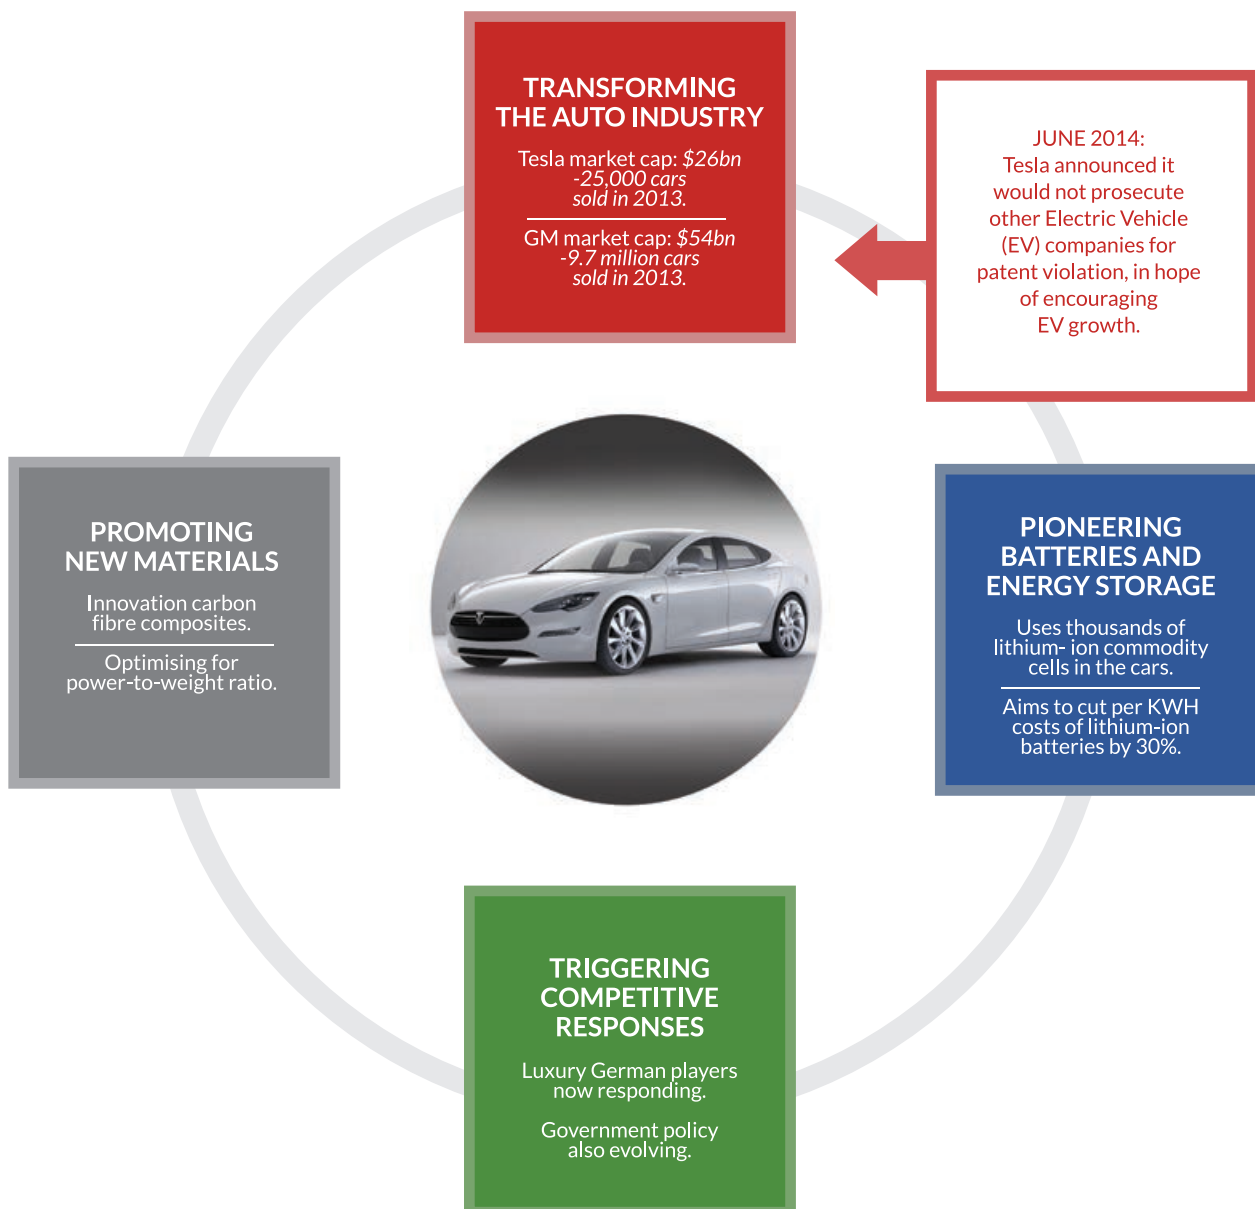 TRANSFORMING
THE AUTO INDUSTRY
Tesla market cap: $26bn
-25,000 cars
sold in 2013.
GM market cap: $54bn
-9.7 million cars
sold in 2013.
JUNE 2014:
Tesla announced it
would not prosecute
other Electric Vehicle
(EV) companies for
patent violation, in hope
of encouraging
EV growth.
PROMOTING
NEW MATERIALS
Innovation carbon
fibre composites.
Optimising for
power-to-weight ratio.
PIONEERING
BATTERIES AND
ENERGY STORAGE
Uses thousands of
lithium- ion commodity
cells in the cars.
Aims to cut per KWH
costs of lithium-ion
batteries by 30%.
TRIGGERING
COMPETITIVE
RESPONSES
Luxury German players
now responding.
Government policy
also evolving.